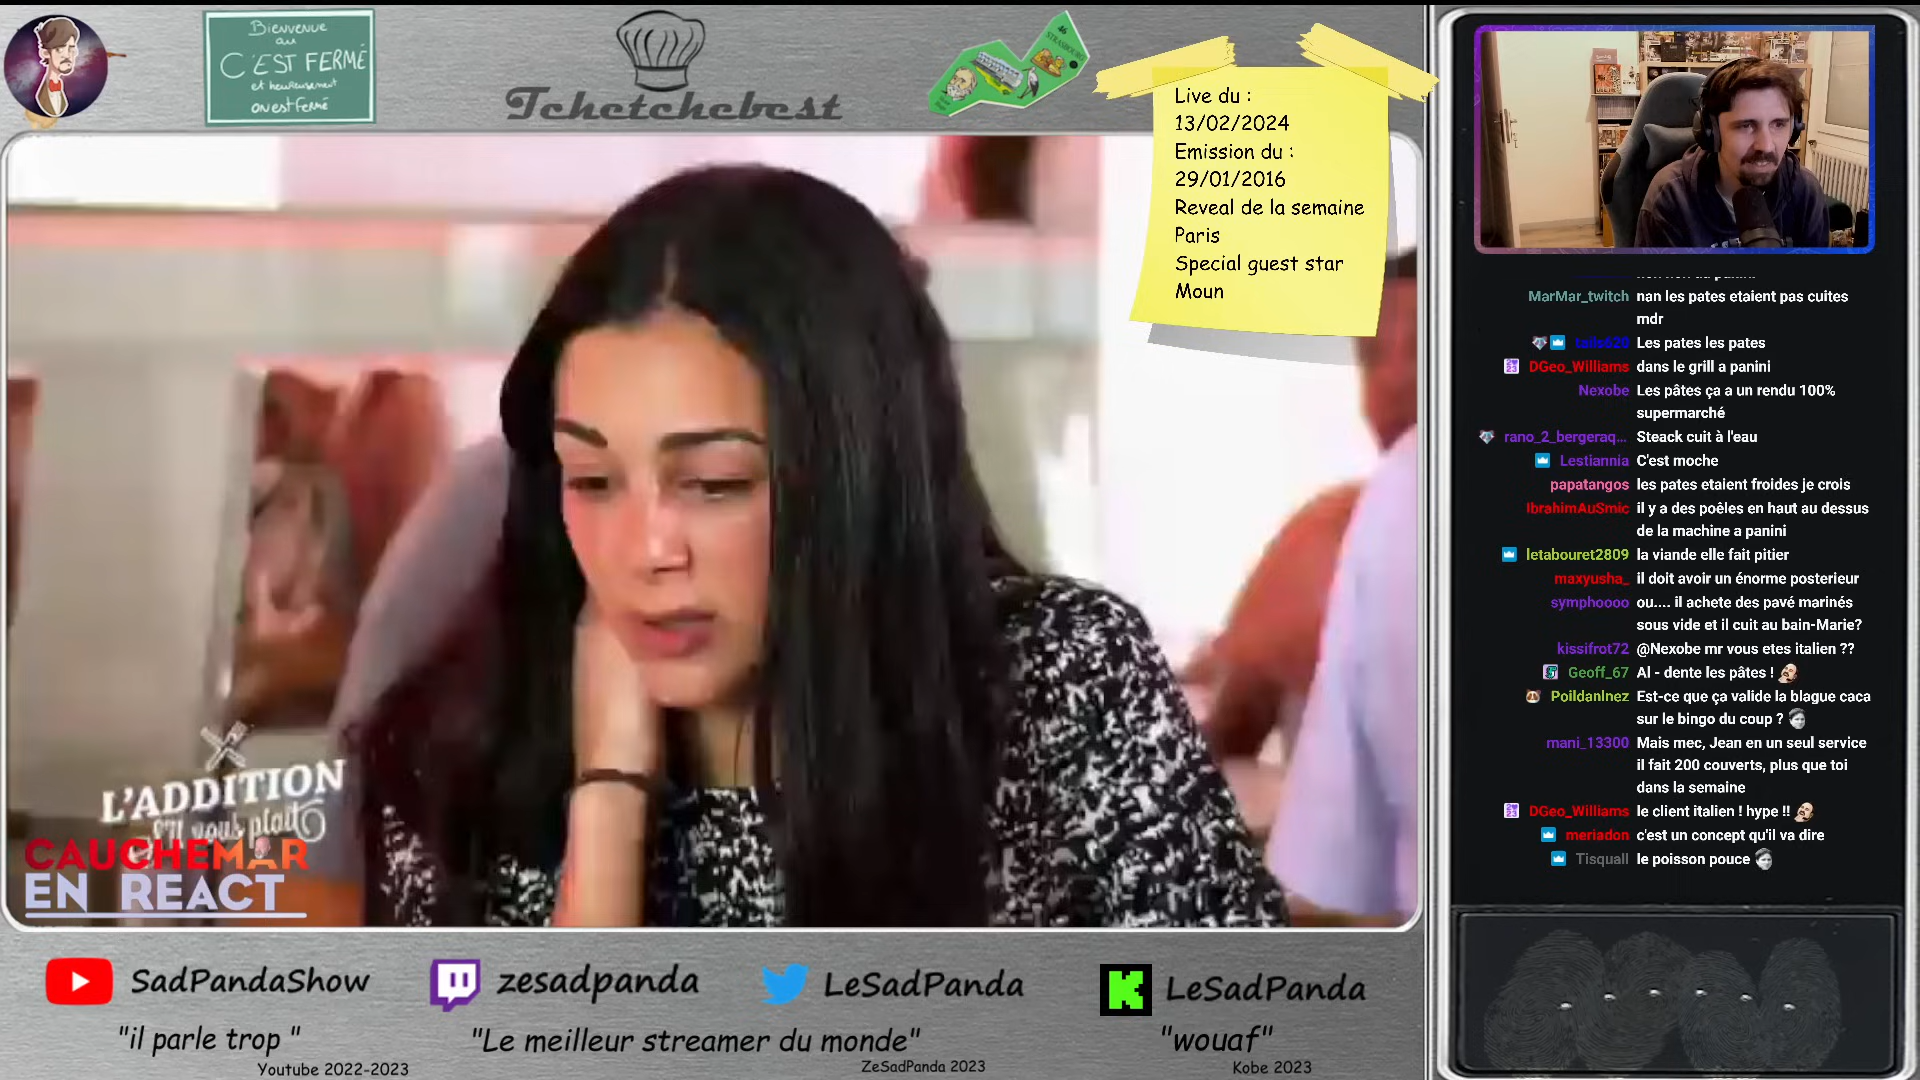 Bienvenue
au
C'EST FERMÉ
et heureusement
on est fermé
Tchetchebest
46
STRASBOURG
Live du :
13/02/2024
Emission du :
29/01/2016
Reveal de la semaine
Paris
Special guest star
Moun
L'ADDITION
s'il vous plaît
CAUCHEMAR
EN REACT
MarMar_twitch nan les pates etaient pas cuites
mdr
tails620 Les pates les pates
DGeo_Williams dans le grill a panini
Nexobe Les pâtes ça a un rendu 100%
supermarché
rano_2_bergeraq... Steack cuit à l'eau
Lestiannia C'est moche
papatangos les pates etaient froides je crois
IbrahimAuSmic il y a des poêles en haut au dessus
de la machine a panini
letabouret2809 la viande elle fait pitier
maxyusha_ il doit avoir un énorme posterieur
symphoooo ou.... il achete des pavé marinés
sous vide et il cuit au bain-Marie?
kissifrot72 @Nexobe mr vous etes italien ??
Geoff_67 Al - dente les pâtes !
PoildanInez Est-ce que ça valide la blague caca
sur le bingo du coup ?
mani_13300 Mais mec, Jean en un seul service
il fait 200 couverts, plus que toi
dans la semaine
DGeo_Williams le client italien ! hype !!
meriadon c'est un concept qu'il va dire
Tisquall le poisson pouce
SadPandaShow
zesadpanda
LeSadPanda
LeSadPanda
"il parle trop "
Youtube 2022-2023
"Le meilleur streamer du monde"
ZeSadPanda 2023
"wouaf"
Kobe 2023